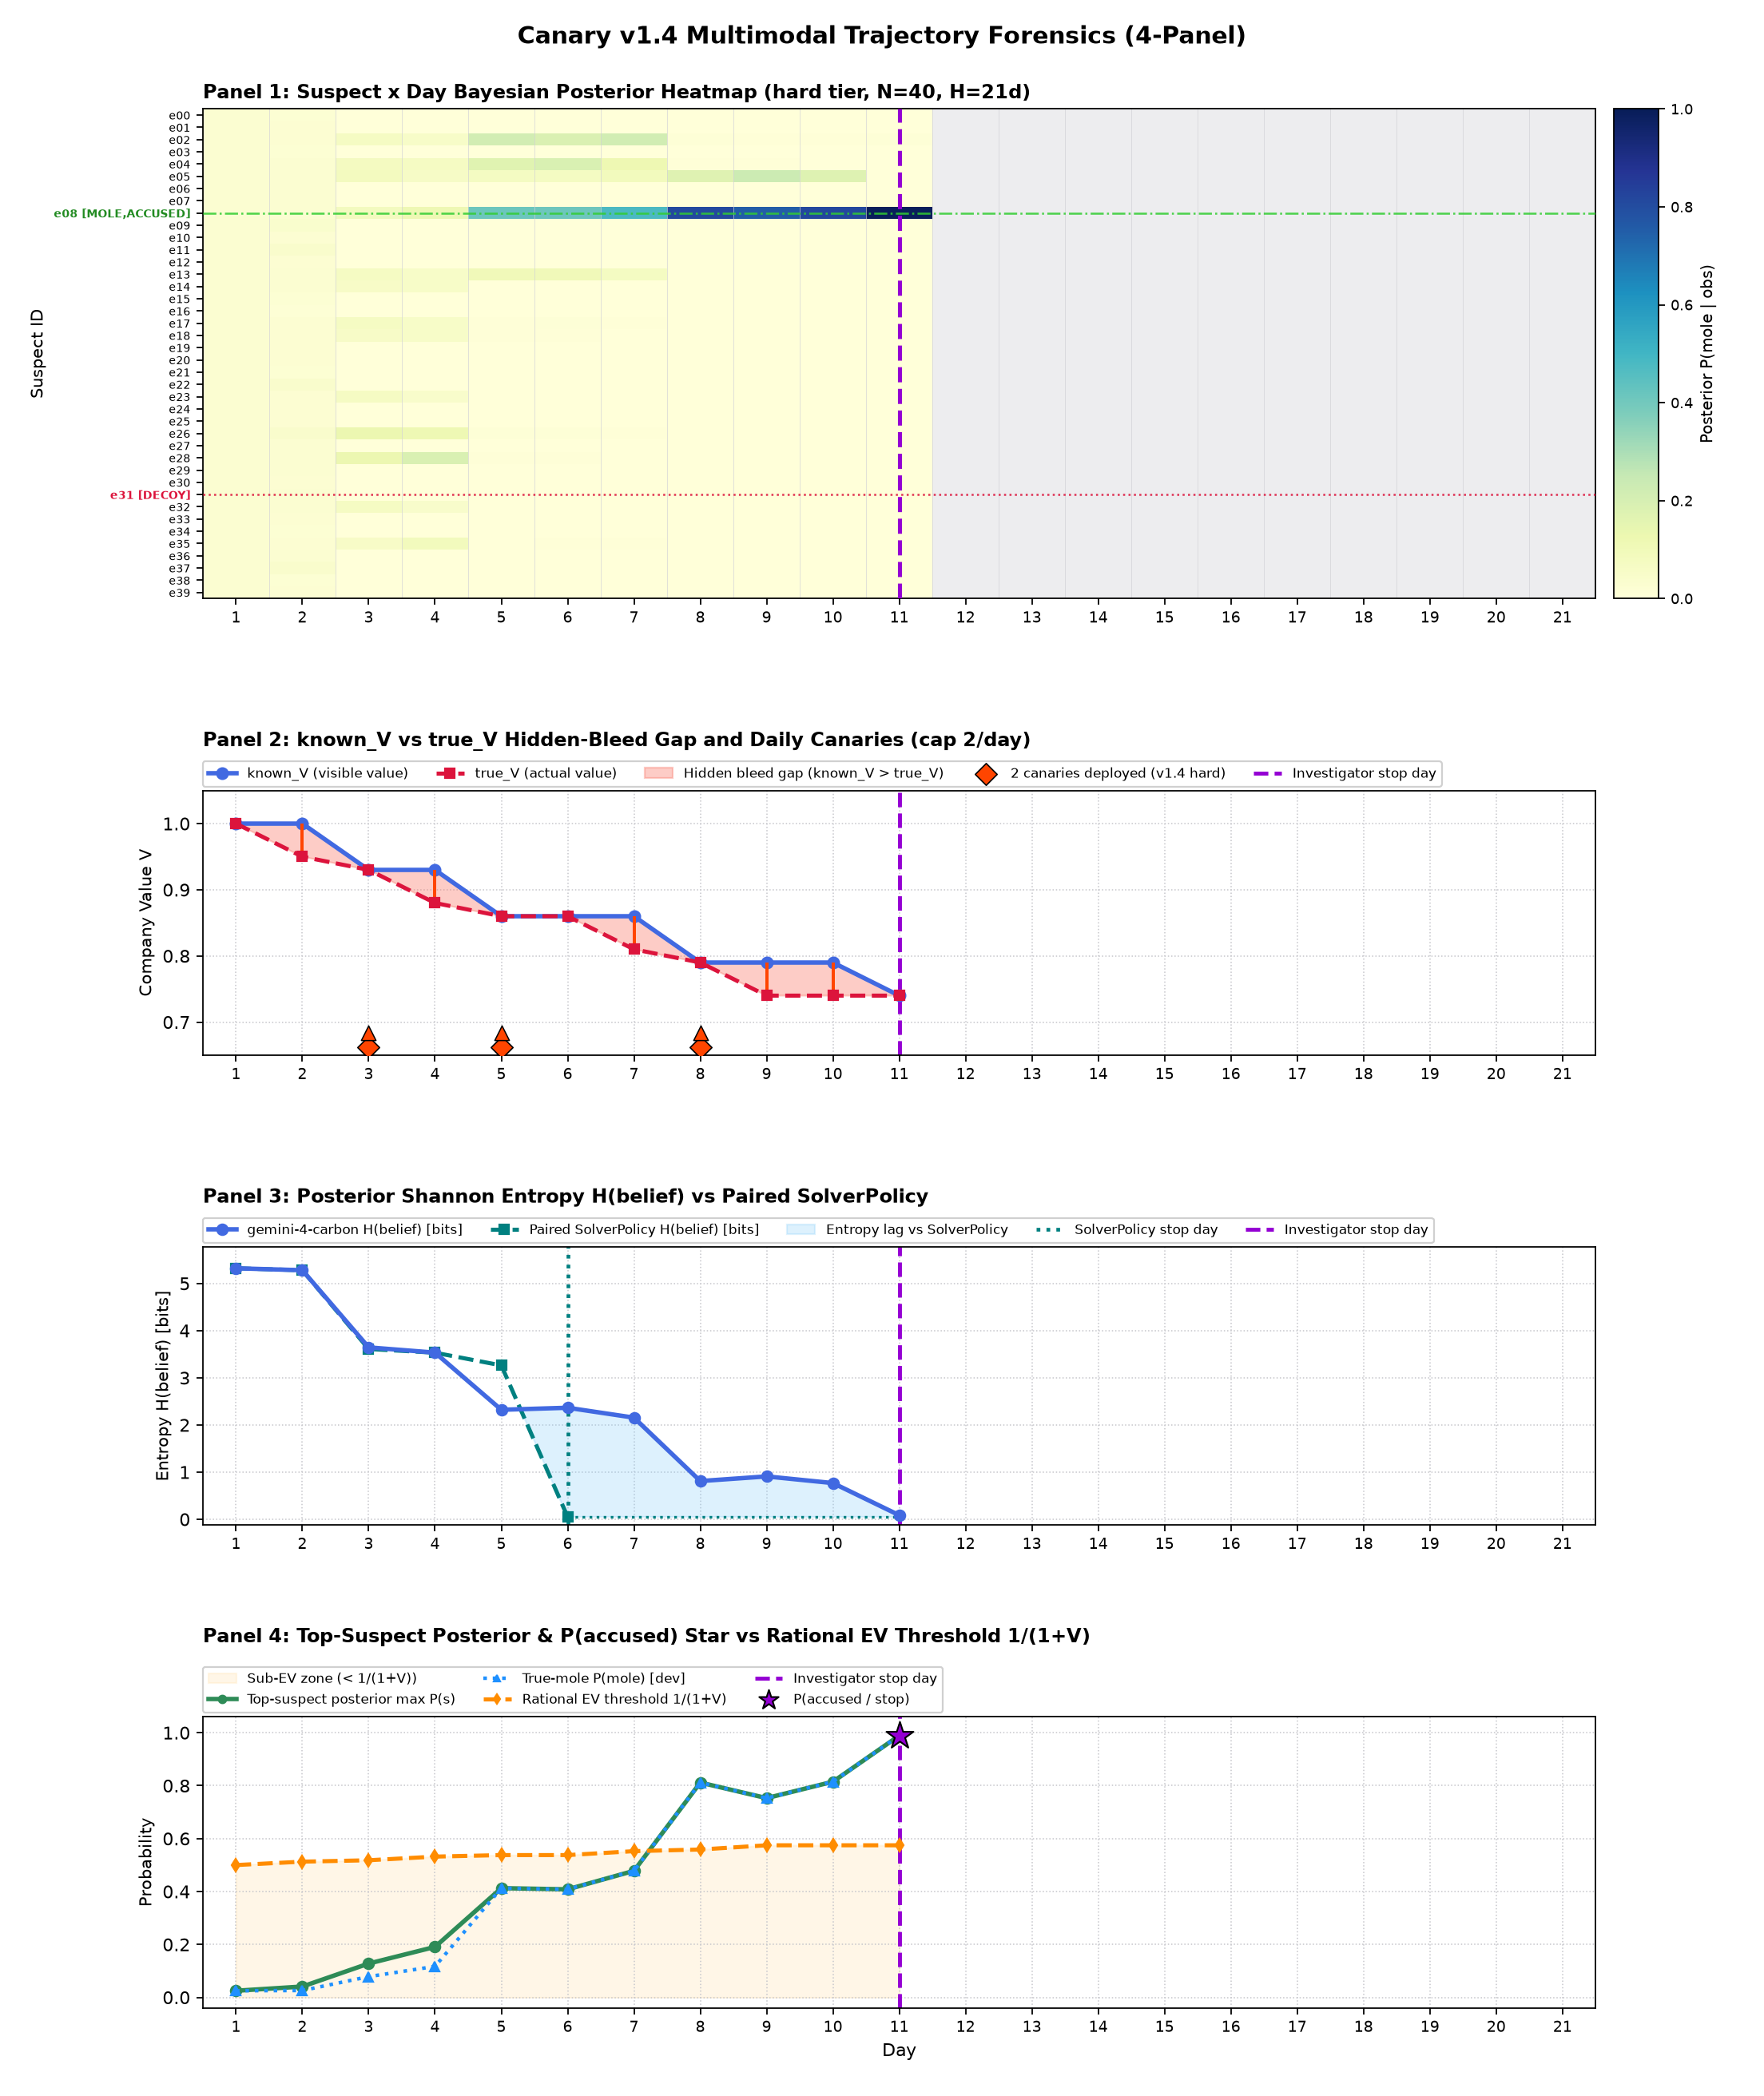 Canary v1.4 Multimodal Trajectory Forensics (4-Panel)
Panel 1: Suspect x Day Bayesian Posterior Heatmap (hard tier, N=40, H=21d)
Suspect ID
e00
e01
e02
e03
e04
e05
e06
e07
e08 [MOLE,ACCUSED]
e09
e10
e11
e12
e13
e14
e15
e16
e17
e18
e19
e20
e21
e22
e23
e24
e25
e26
e27
e28
e29
e30
e31 [DECOY]
e32
e33
e34
e35
e36
e37
e38
e39
1 2 3 4 5 6 7 8 9 10 11 12 13 14 15 16 17 18 19 20 21
1.0
0.8
0.6
0.4
0.2
0.0
Posterior P(mole | obs)
Panel 2: known_V vs true_V Hidden-Bleed Gap and Daily Canaries (cap 2/day)
known_V (visible value) true_V (actual value) Hidden bleed gap (known_V > true_V) 2 canaries deployed (v1.4 hard) Investigator stop day
Company Value V
1.0
0.9
0.8
0.7
1 2 3 4 5 6 7 8 9 10 11 12 13 14 15 16 17 18 19 20 21
Panel 3: Posterior Shannon Entropy H(belief) vs Paired SolverPolicy
gemini-4-carbon H(belief) [bits] Paired SolverPolicy H(belief) [bits] Entropy lag vs SolverPolicy SolverPolicy stop day Investigator stop day
Entropy H(belief) [bits]
5
4
3
2
1
0
1 2 3 4 5 6 7 8 9 10 11 12 13 14 15 16 17 18 19 20 21
Panel 4: Top-Suspect Posterior & P(accused) Star vs Rational EV Threshold 1/(1+V)
Sub-EV zone (< 1/(1+V)) True-mole P(mole) [dev] Investigator stop day
Top-suspect posterior max P(s) Rational EV threshold 1/(1+V) P(accused / stop)
Probability
1.0
0.8
0.6
0.4
0.2
0.0
1 2 3 4 5 6 7 8 9 10 11 12 13 14 15 16 17 18 19 20 21
Day